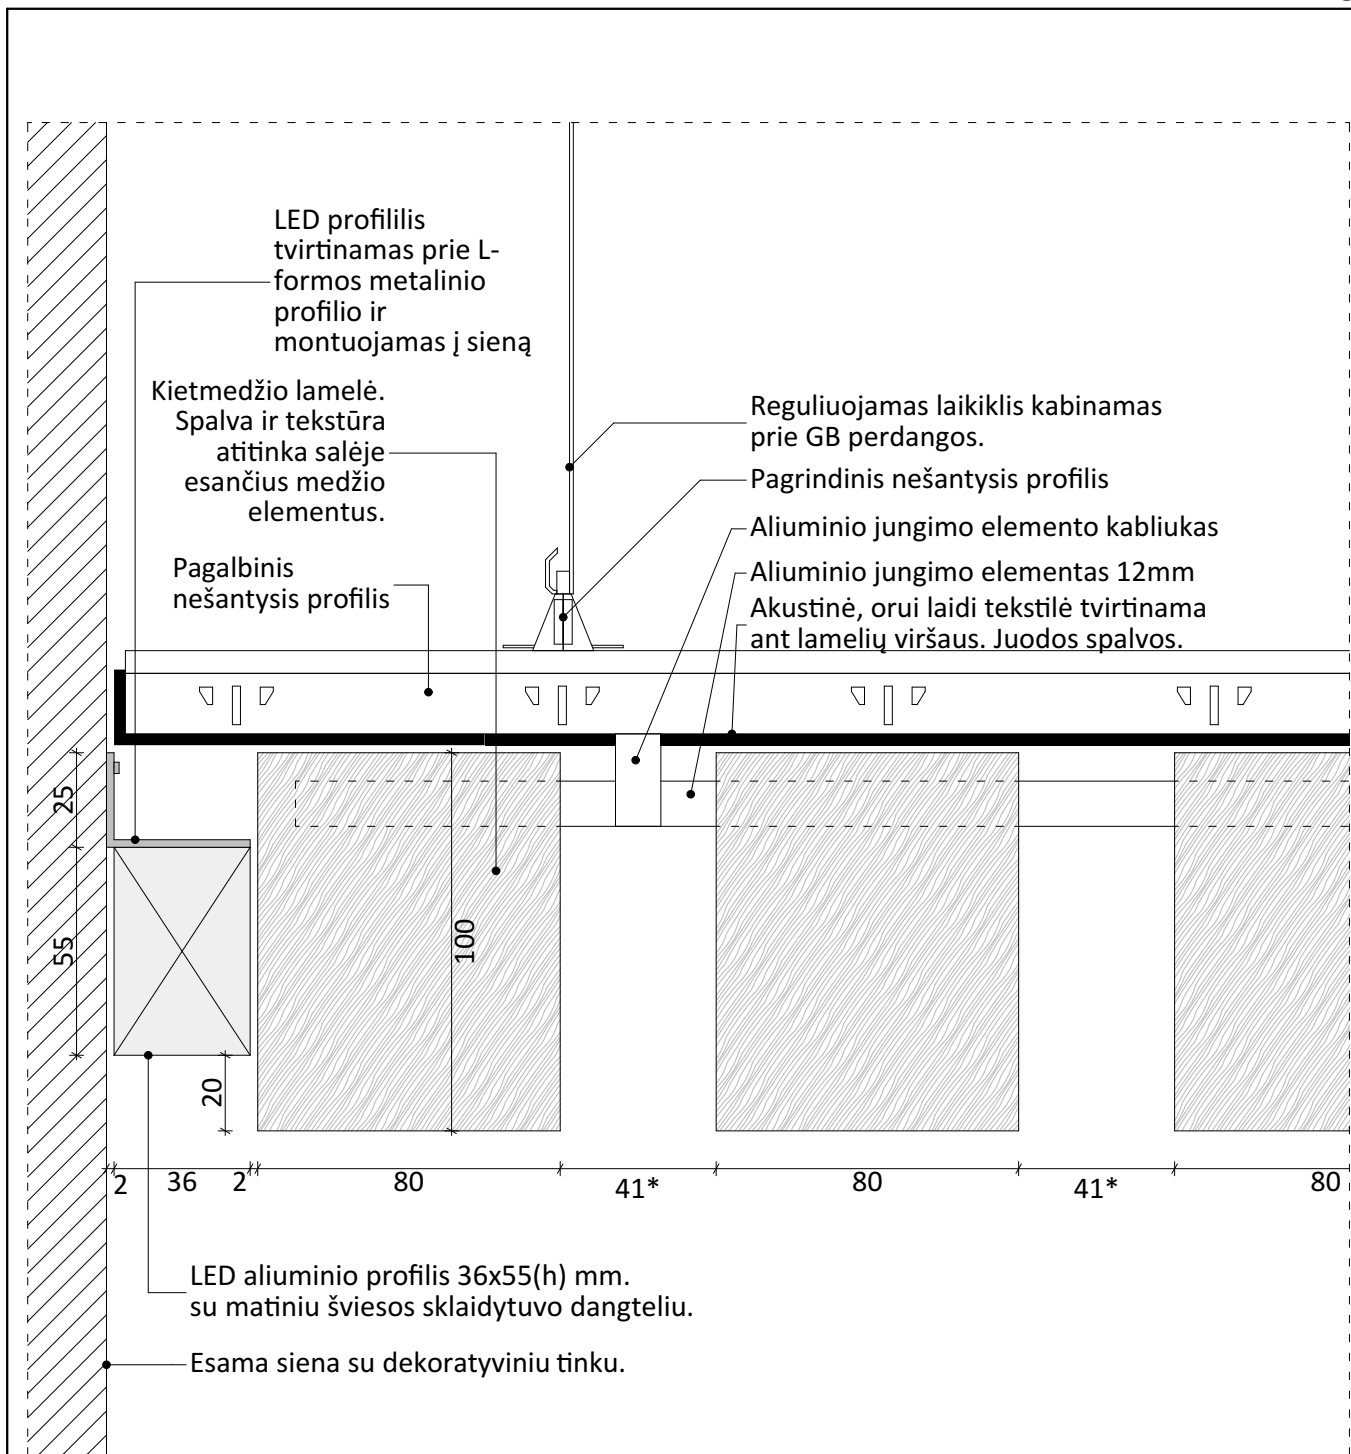 LED profililis
tvirtinamas prie L-
formos metalinio
profilio ir
montuojamas į sieną
Kietmedžio lamelė.
Spalva ir tekstūra
atitinka salėje
esančius medžio
elementus.
Pagalbinis
nešantysis profilis
Reguliuojamas laikiklis kabinamas
prie GB perdangos.
Pagrindinis nešantysis profilis
Aliuminio jungimo elemento kabliukas
Aliuminio jungimo elementas 12mm
Akustinė, orui laidi tekstilė tvirtinama
ant lamelių viršaus. Juodos spalvos.
25
55
100
20
2 36 2 80 41* 80 41* 80
LED aliuminio profilis 36x55(h) mm.
su matiniu šviesos sklaidytuvo dangteliu.
Esama siena su dekoratyviniu tinku.